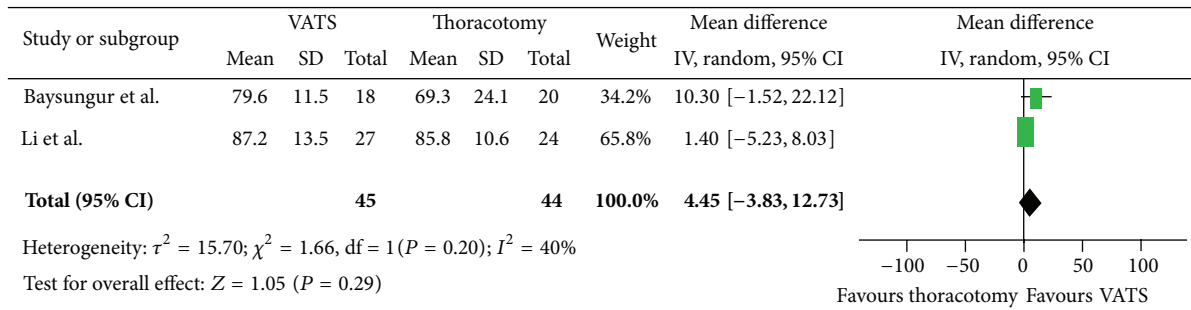 Study or subgroup VATS Thoracotomy Weight Mean difference Mean difference
Mean SD Total Mean SD Total IV, random, 95% CI IV, random, 95% CI
Baysungur et al. 79.6 11.5 18 69.3 24.1 20 34.2% 10.30 [−1.52, 22.12]
Li et al. 87.2 13.5 27 85.8 10.6 24 65.8% 1.40 [−5.23, 8.03]
Total (95% CI) 45 44 100.0% 4.45 [−3.83, 12.73]
Heterogeneity: τ² = 15.70; χ² = 1.66, df = 1 (P = 0.20); I² = 40%
Test for overall effect: Z = 1.05 (P = 0.29)
−100 −50 0 50 100
Favours thoracotomy Favours VATS